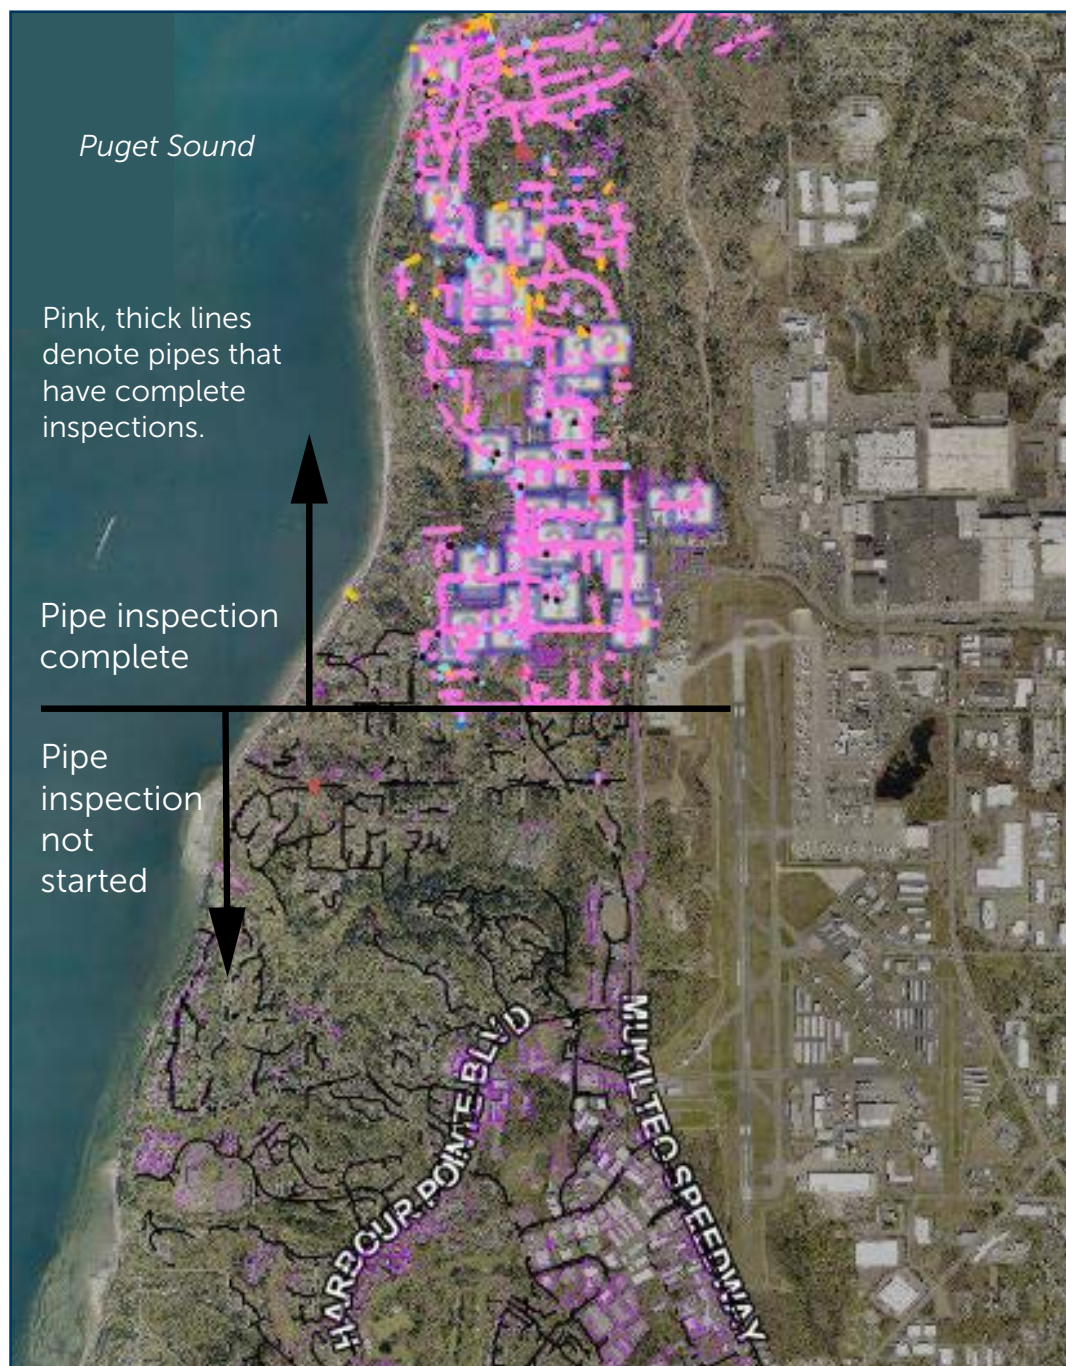 Puget Sound
Pink, thick lines
denote pipes that
have complete
inspections.
Pipe inspection
complete
Pipe
inspection
not
started
HARBOUR POINTE BLVD
MUKILTEO SPEEDWAY